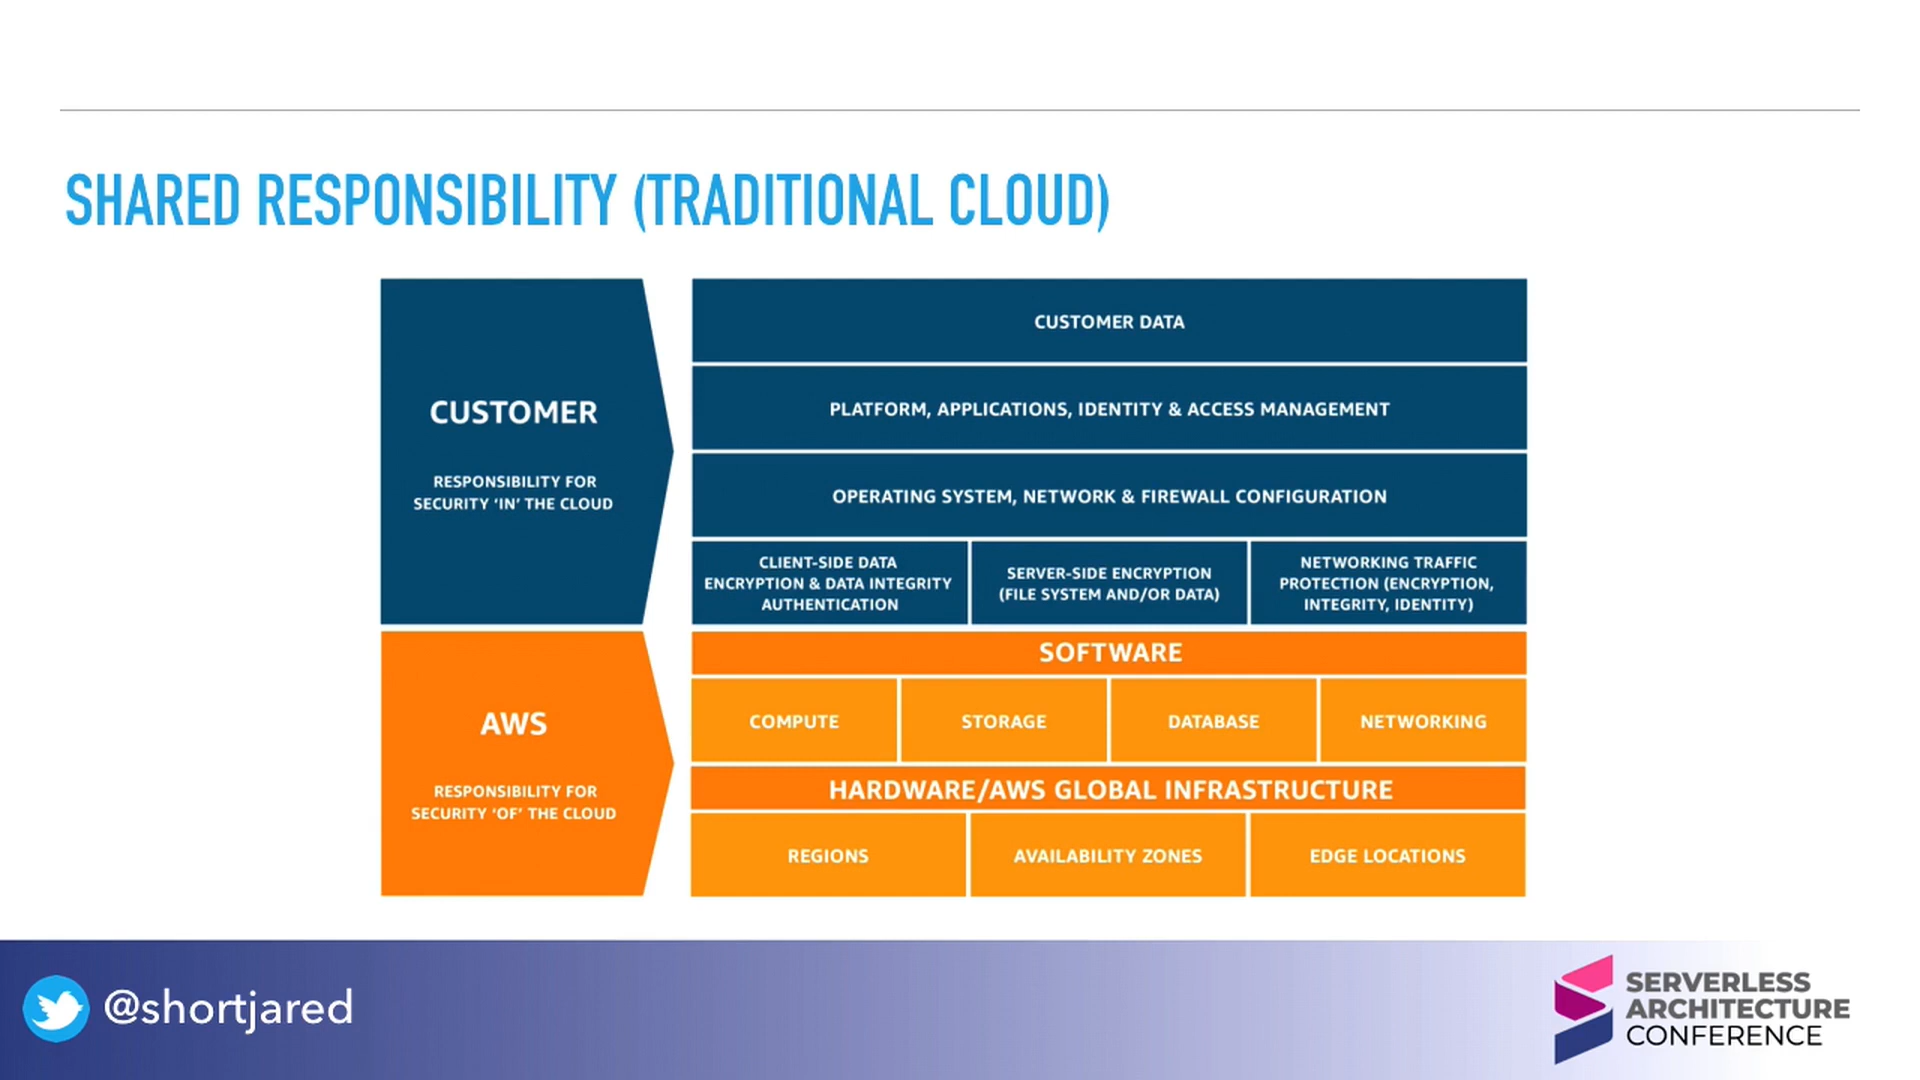 SHARED RESPONSIBILITY (TRADITIONAL CLOUD)
CUSTOMER
RESPONSIBILITY FOR
SECURITY ‘IN’ THE CLOUD
CUSTOMER DATA
PLATFORM, APPLICATIONS, IDENTITY & ACCESS MANAGEMENT
OPERATING SYSTEM, NETWORK & FIREWALL CONFIGURATION
CLIENT-SIDE DATA
ENCRYPTION & DATA INTEGRITY
AUTHENTICATION
SERVER-SIDE ENCRYPTION
(FILE SYSTEM AND/OR DATA)
NETWORKING TRAFFIC
PROTECTION (ENCRYPTION,
INTEGRITY, IDENTITY)
AWS
RESPONSIBILITY FOR
SECURITY ‘OF’ THE CLOUD
SOFTWARE
COMPUTE
STORAGE
DATABASE
NETWORKING
HARDWARE/AWS GLOBAL INFRASTRUCTURE
REGIONS
AVAILABILITY ZONES
EDGE LOCATIONS
@shortjared
SERVERLESS
ARCHITECTURE
CONFERENCE